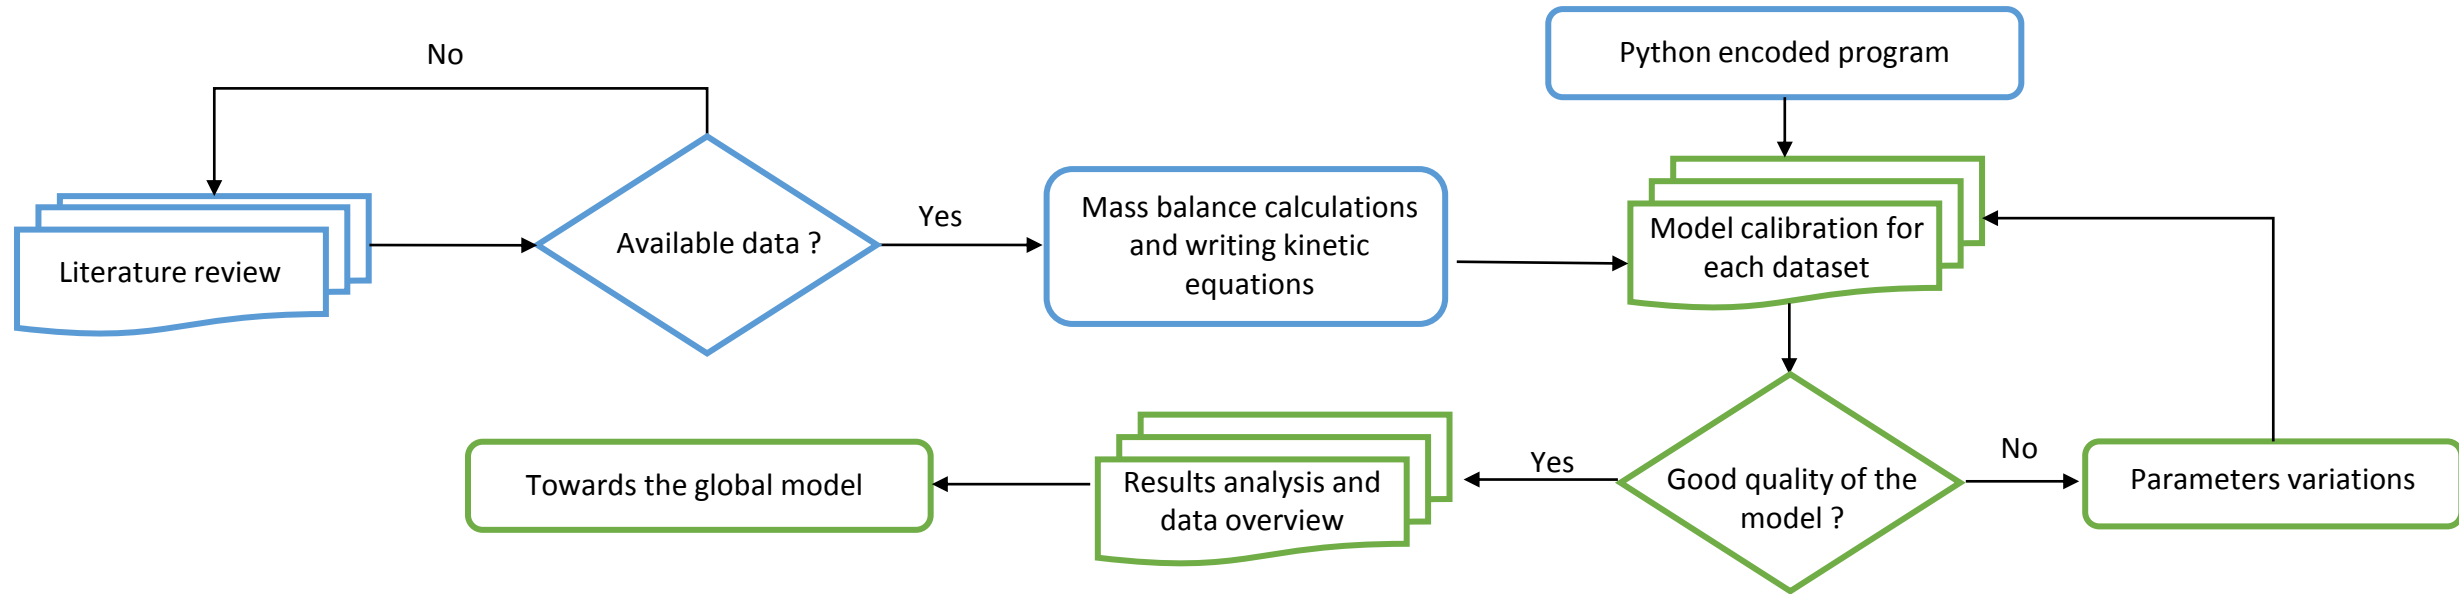 No
Python encoded program
Literature review
Available data ?
Yes
Mass balance calculations
and writing kinetic
equations
Model calibration for
each dataset
Good quality of the
model ?
No
Parameters variations
Yes
Results analysis and
data overview
Towards the global model